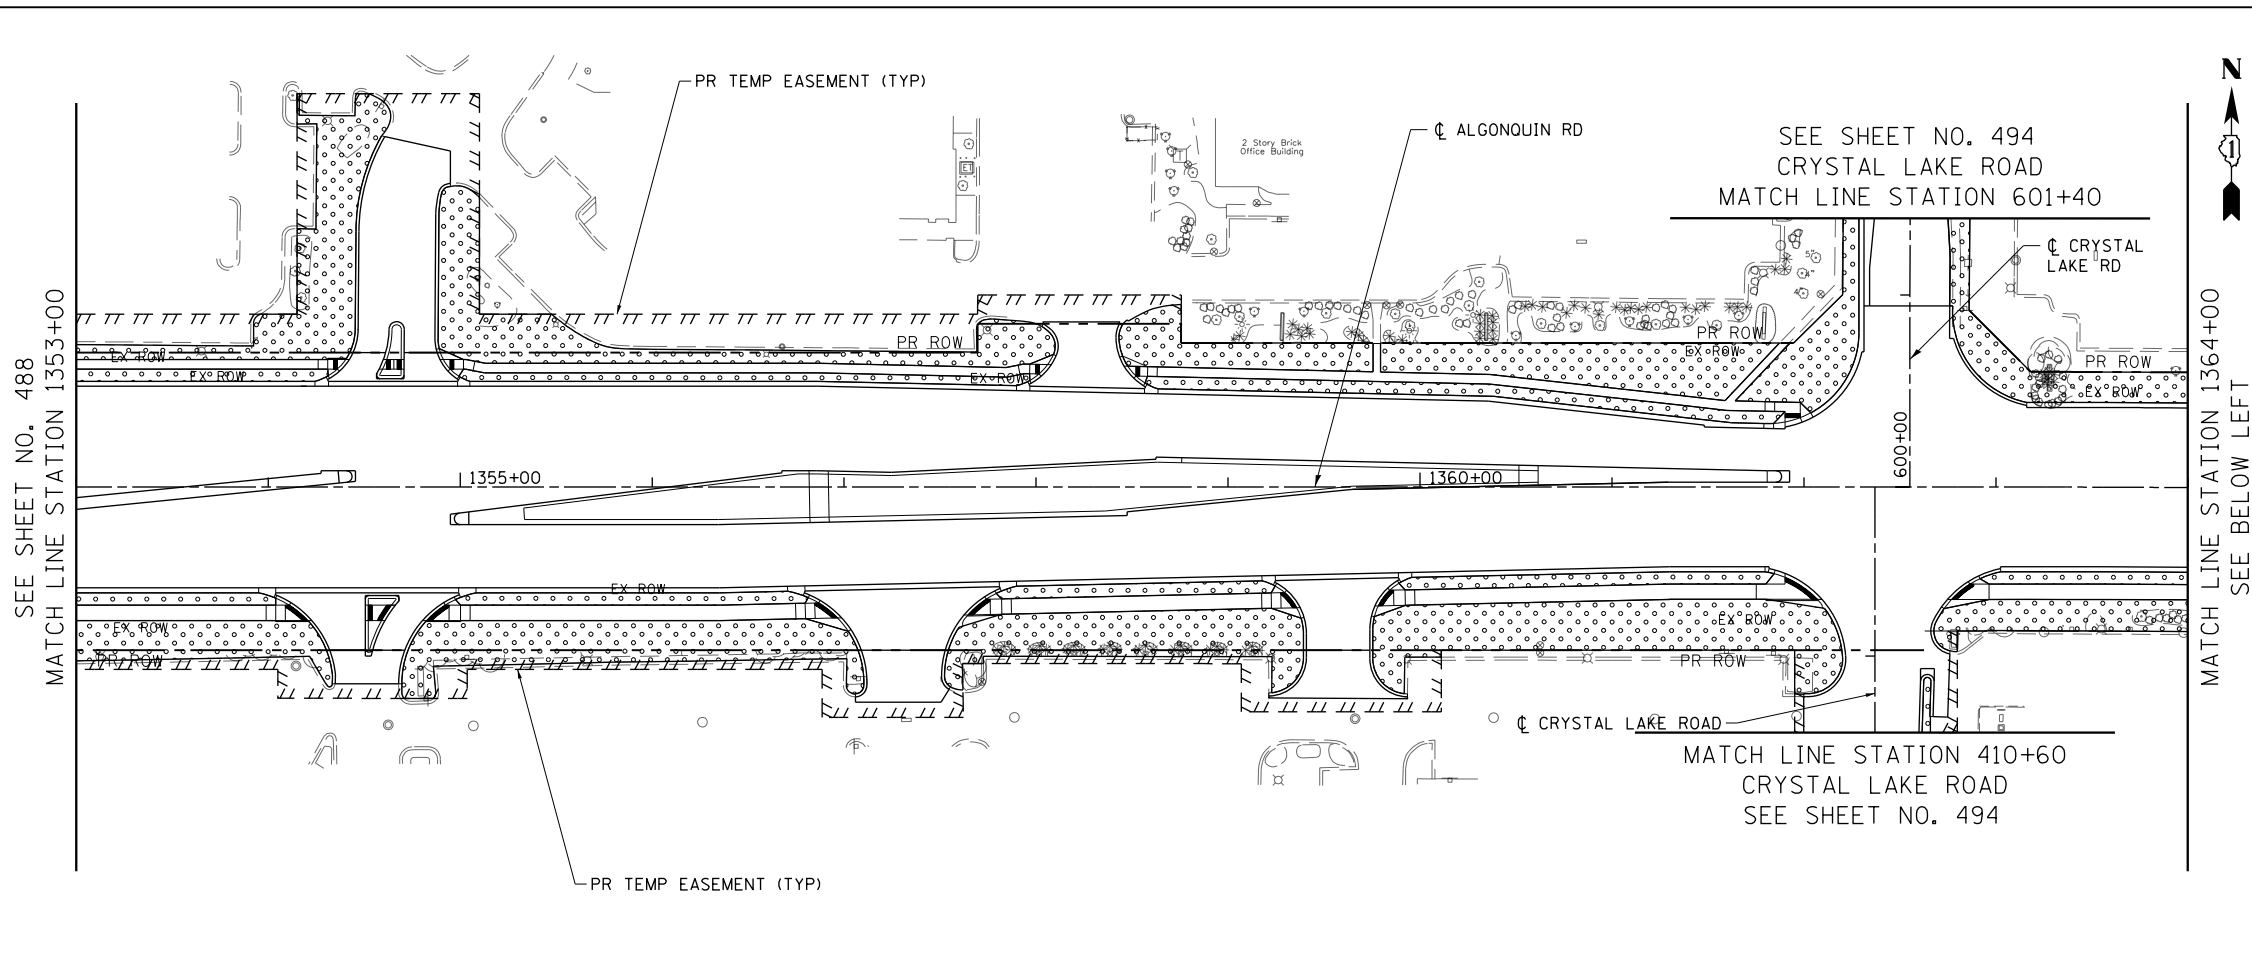 PR TEMP EASEMENT (TYP)
℄ ALGONQUIN RD
2 Story Brick
Office Building
SEE SHEET NO. 494
CRYSTAL LAKE ROAD
MATCH LINE STATION 601+40
N
1
℄ CRYSTAL
LAKE RD
5"
4"
4"
SEE SHEET NO. 488
MATCH LINE STATION 1353+00
EX ROW
EX ROW
PR ROW
EX ROW
PR ROW
EX ROW
PR ROW
EX ROW
600+00
1355+00
1360+00
MATCH LINE STATION 1364+00
SEE BELOW LEFT
EX ROW
EX ROW
PR ROW
EX ROW
PR ROW
℄ CRYSTAL LAKE ROAD
MATCH LINE STATION 410+60
CRYSTAL LAKE ROAD
SEE SHEET NO. 494
PR TEMP EASEMENT (TYP)